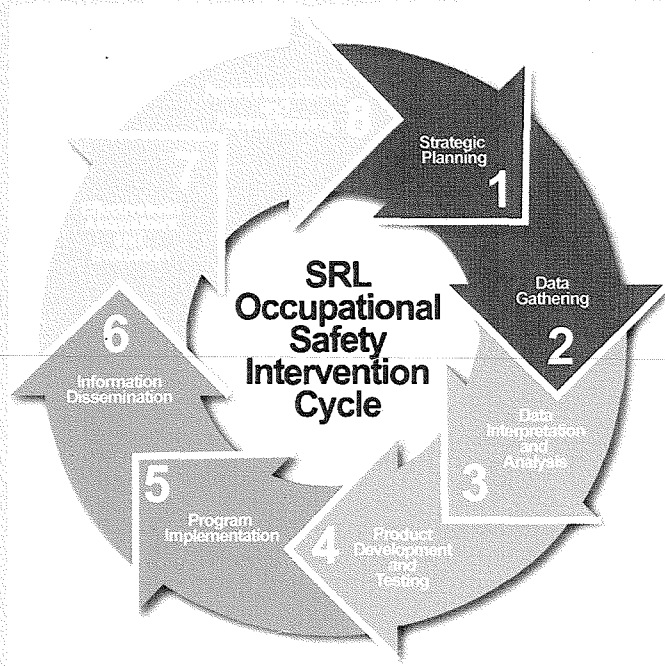 SRL
Occupational
Safety
Intervention
Cycle
Strategic
Planning
1
Data
Gathering
2
Data
Interpretation
and
Analysis
3
Product
Development
and
Testing
4
Program
Implementation
5
Information
Dissemination
6
7
8